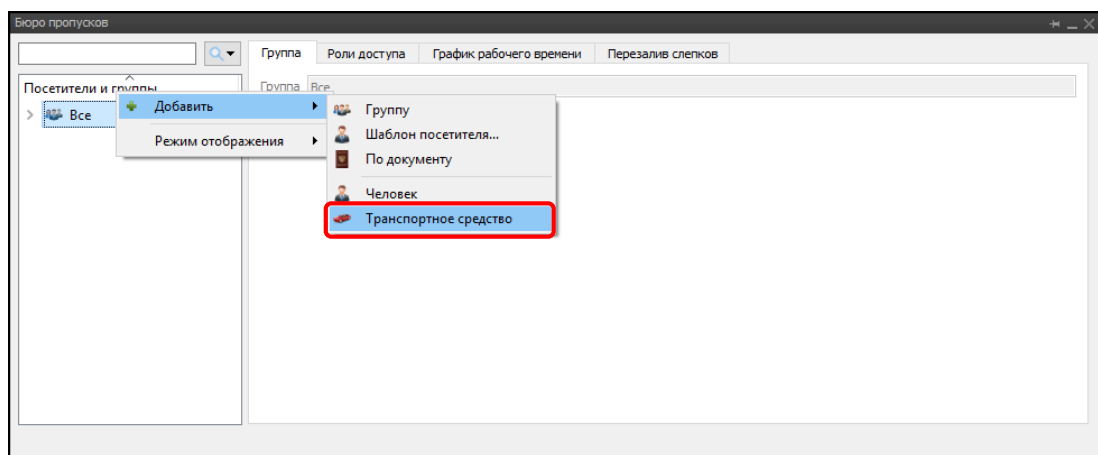 Бюро пропусков
Группа Роли доступа График рабочего времени Перезалив слепков
Посетители и группы
Группа Все
Все
Добавить
Режим отображения
Группу
Шаблон посетителя...
По документу
Человек
Транспортное средство